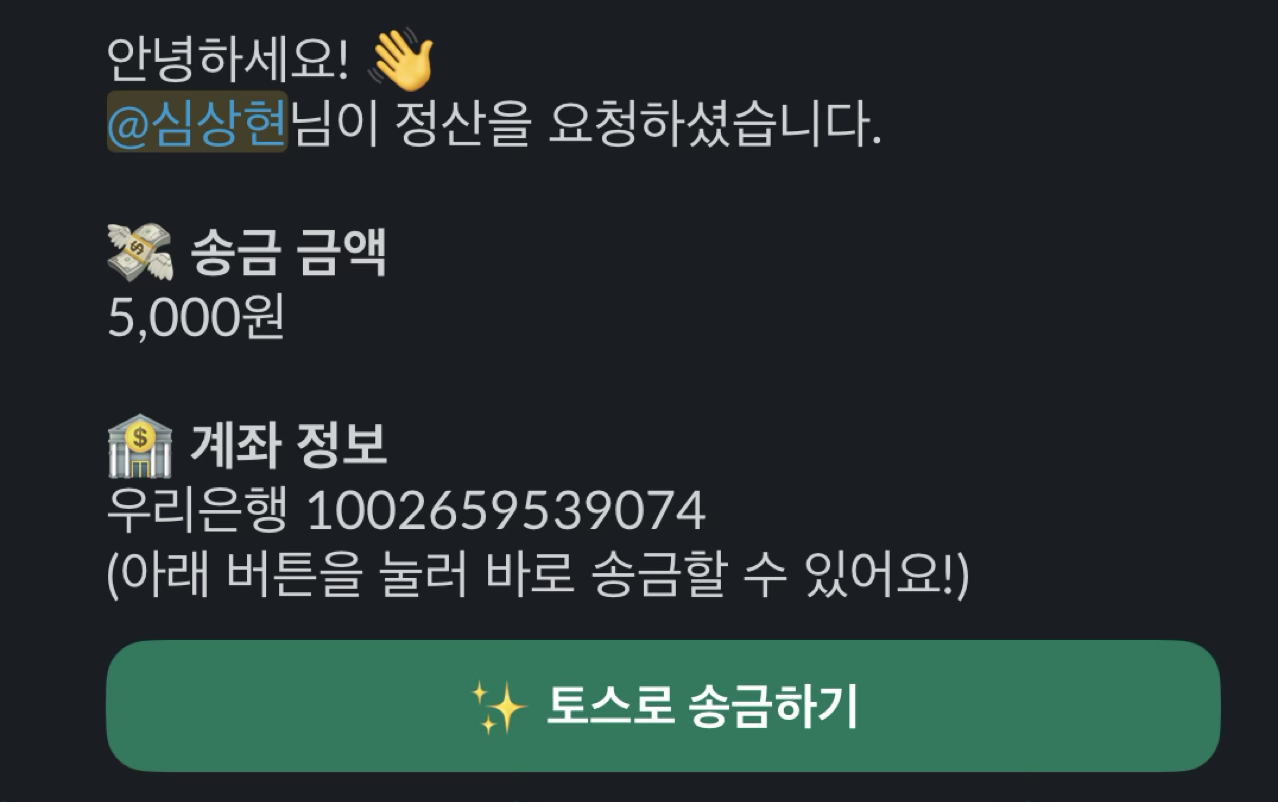 안녕하세요! 👋
@심상현님이 정산을 요청하셨습니다.
💸 송금 금액
5,000원
🏦 계좌 정보
우리은행 1002659539074
(아래 버튼을 눌러 바로 송금할 수 있어요!)
✨ 토스로 송금하기